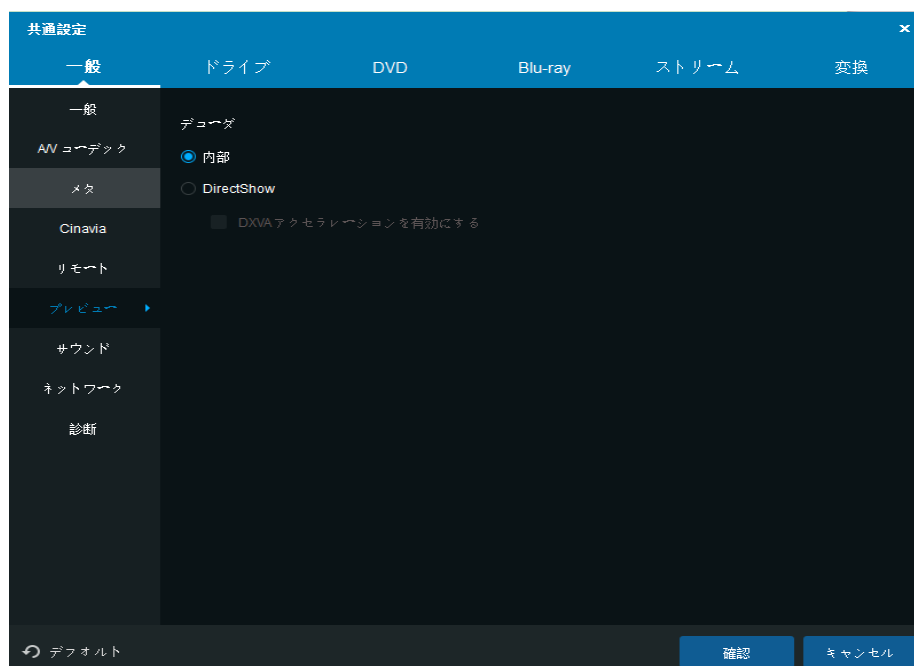 共通設定 ×
一般 ドライブ DVD Blu-ray ストリーム 変換
一般
A/V コーデック
メタ
Cinavia
リモート
プレビュー
サウンド
ネットワーク
診断
デコーダ
内部
DirectShow
DXVA アクセラレーションを有効にする
デフォルト 確認 キャンセル